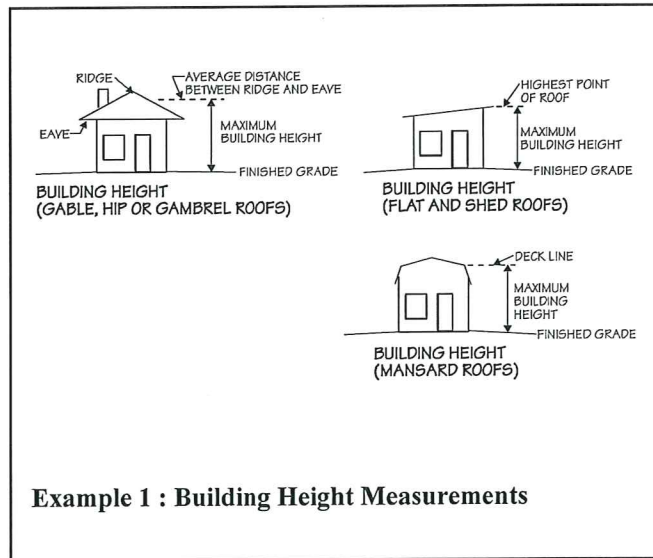 RIDGE
AVERAGE DISTANCE
BETWEEN RIDGE AND EAVE
EAVE
MAXIMUM
BUILDING HEIGHT
FINISHED GRADE
BUILDING HEIGHT
(GABLE, HIP OR GAMBREL ROOFS)
HIGHEST POINT
OF ROOF
MAXIMUM
BUILDING HEIGHT
FINISHED GRADE
BUILDING HEIGHT
(FLAT AND SHED ROOFS)
DECK LINE
MAXIMUM
BUILDING
HEIGHT
FINISHED GRADE
BUILDING HEIGHT
(MANSARD ROOFS)
Example 1 : Building Height Measurements